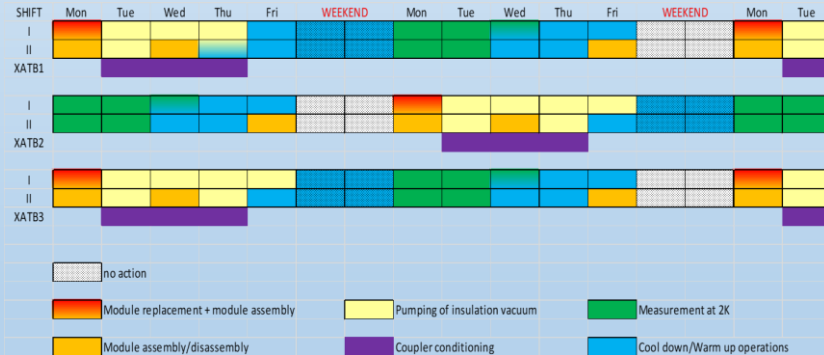 SHIFT Mon Tue Wed Thu Fri WEEKEND Mon Tue Wed Thu Fri WEEKEND Mon Tue
I
II
XATB1
I
II
XATB2
I
II
XATB3
no action
Module replacement + module assembly Pumping of insulation vacuum Measurement at 2K
Module assembly/disassembly Coupler conditioning Cool down/Warm up operations